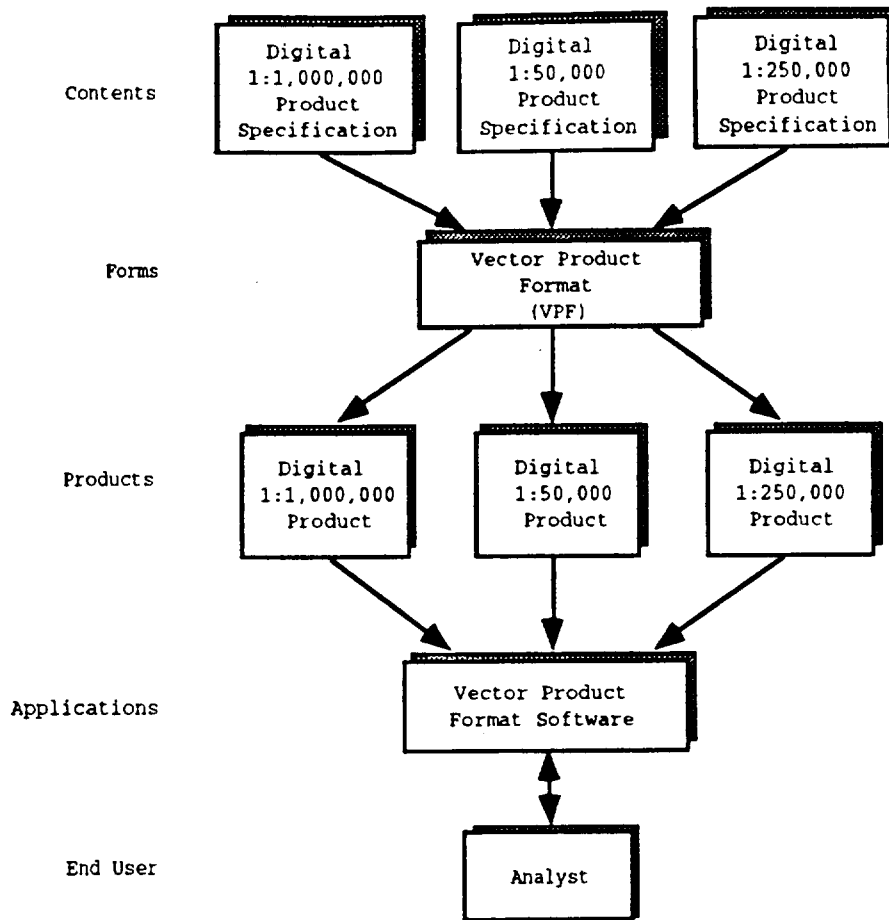 Contents
Digital
1:1,000,000
Product
Specification
Digital
1:50,000
Product
Specification
Digital
1:250,000
Product
Specification
Forms
Vector Product
Format
(VPF)
Products
Digital
1:1,000,000
Product
Digital
1:50,000
Product
Digital
1:250,000
Product
Applications
Vector Product
Format Software
End User
Analyst